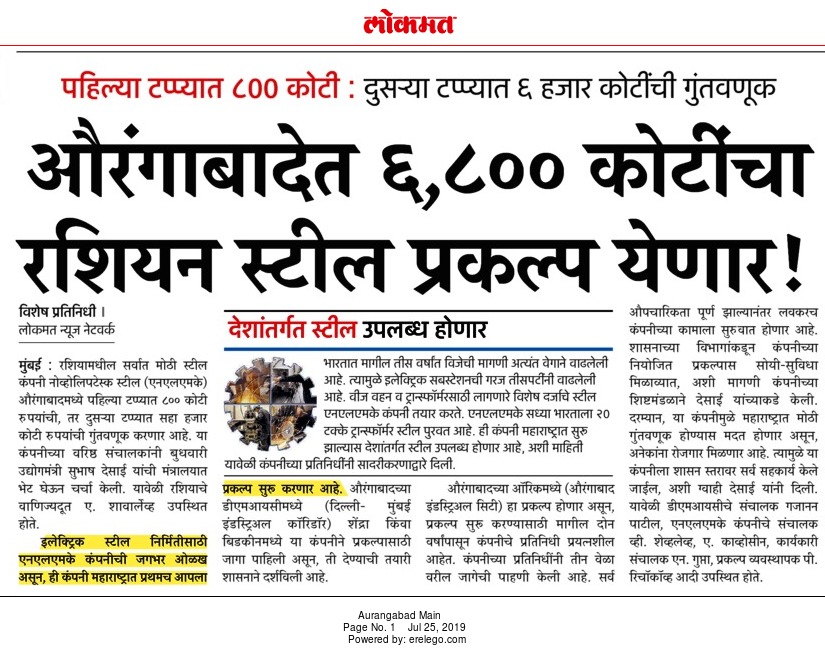 लोकमत
पहिल्या टप्प्यात ८०० कोटी : दुसऱ्या टप्प्यात ६ हजार कोटींची गुंतवणूक
औरंगाबादेत ६,८०० कोटींचा
रशियन स्टील प्रकल्प येणार!
विशेष प्रतिनिधी ।
लोकमत न्यूज नेटवर्क
मुंबई : रशियामधील सर्वात मोठी स्टील
कंपनी नोव्होलिपटेस्क स्टील (एनएलएमके)
औरंगाबादमध्ये पहिल्या टप्प्यात ८०० कोटी
रुपयांची, तर दुसऱ्या टप्प्यात सहा हजार
कोटी रुपयांची गुंतवणूक करणार आहे. या
कंपनीच्या वरिष्ठ संचालकांनी बुधवारी
उद्योगमंत्री सुभाष देसाई यांची मंत्रालयात
भेट घेऊन चर्चा केली. यावेळी रशियाचे
वाणिज्यदूत ए. शावार्लेव्ह उपस्थित
होते.
इलेक्ट्रिक स्टील निर्मितीसाठी
एनएलएमके कंपनीची जगभर ओळख
असून, ही कंपनी महाराष्ट्रात प्रथमच आपला
देशांतर्गत स्टील उपलब्ध होणार
भारतात मागील तीस वर्षांत विजेची मागणी अत्यंत वेगाने वाढलेली
आहे. त्यामुळे इलेक्ट्रिक सबस्टेशनची गरज तीसपटींनी वाढलेली
आहे. वीज वहन व ट्रान्सफॉर्मरसाठी लागणारे विशेष दर्जाचे स्टील
एनएलएमके कंपनी तयार करते. एनएलएमके सध्या भारताला २०
टक्के ट्रान्सफॉर्मर स्टील पुरवत आहे. ही कंपनी महाराष्ट्रात सुरु
झाल्यास देशांतर्गत स्टील उपलब्ध होणार आहे, अशी माहिती
यावेळी कंपनीच्या प्रतिनिधींनी सादरीकरणाद्वारे दिली.
प्रकल्प सुरु करणार आहे. औरंगाबादच्या
डीएमआयसीमध्ये (दिल्ली- मुंबई
इंडस्ट्रिअल कॉरिडॉर) शेंद्रा किंवा
बिडकीनमध्ये या कंपनीने प्रकल्पासाठी
जागा पाहिली असून, ती देण्याची तयारी
शासनाने दर्शविली आहे.
औरंगाबादच्या ऑरिकमध्ये (औरंगाबाद
इंडस्ट्रिअल सिटी) हा प्रकल्प होणार असून,
प्रकल्प सुरु करण्यासाठी मागील दोन
वर्षांपासून कंपनीचे प्रतिनिधी प्रयत्नशील
आहेत. कंपनीच्या प्रतिनिधींनी तीन वेळा
वरील जागेची पाहणी केली आहे. सर्व
औपचारिकता पूर्ण झाल्यानंतर लवकरच
कंपनीच्या कामाला सुरुवात होणार आहे.
शासनाच्या विभागांकडून कंपनीच्या
नियोजित प्रकल्पास सोयी-सुविधा
मिळाव्यात, अशी मागणी कंपनीच्या
शिष्टमंडळाने देसाई यांच्याकडे केली.
दरम्यान, या कंपनीमुळे महाराष्ट्रात मोठी
गुंतवणूक होण्यास मदत होणार असून,
अनेकांना रोजगार मिळणार आहे. त्यामुळे या
कंपनीला शासन स्तरावर सर्व सहकार्य केले
जाईल, अशी ग्वाही देसाई यांनी दिली.
यावेळी डीएमआयसीचे संचालक गजानन
पाटील, एनएलएमके कंपनीचे संचालक
व्ही. शेव्हलेव्ह, ए. काव्होसीन, कार्यकारी
संचालक एन. गुप्ता, प्रकल्प व्यवस्थापक पी.
रिचॉकॉव्ह आदी उपस्थित होते.
Aurangabad Main
Page No. 1 Jul 25, 2019
Powered by: erelego.com